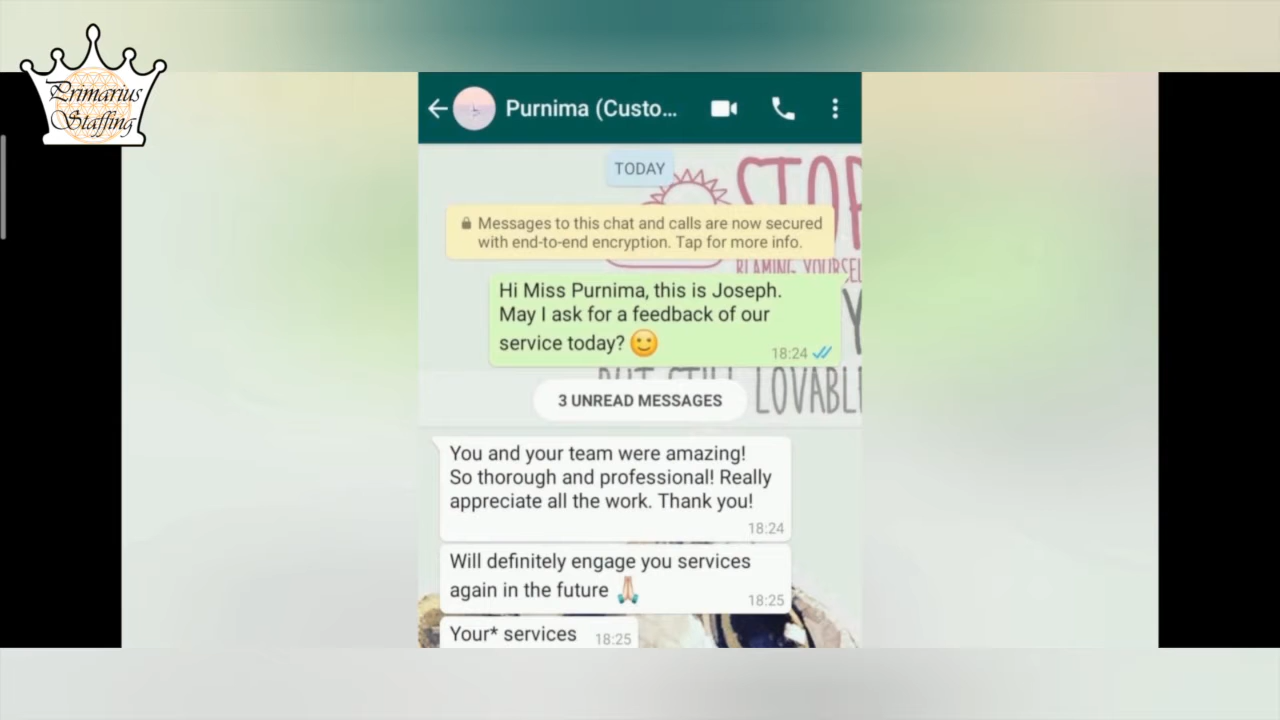 Primarius
Staffing
Purnima (Custo...
TODAY
STOP
Messages to this chat and calls are now secured
with end-to-end encryption. Tap for more info.
BLAMING YOURSEL
Hi Miss Purnima, this is Joseph.
May I ask for a feedback of our
service today? 🙂
18:24
BUT STILL LOVABL
3 UNREAD MESSAGES
You and your team were amazing!
So thorough and professional! Really
appreciate all the work. Thank you!
18:24
Will definitely engage you services
again in the future 🙏
18:25
Your* services 18:25